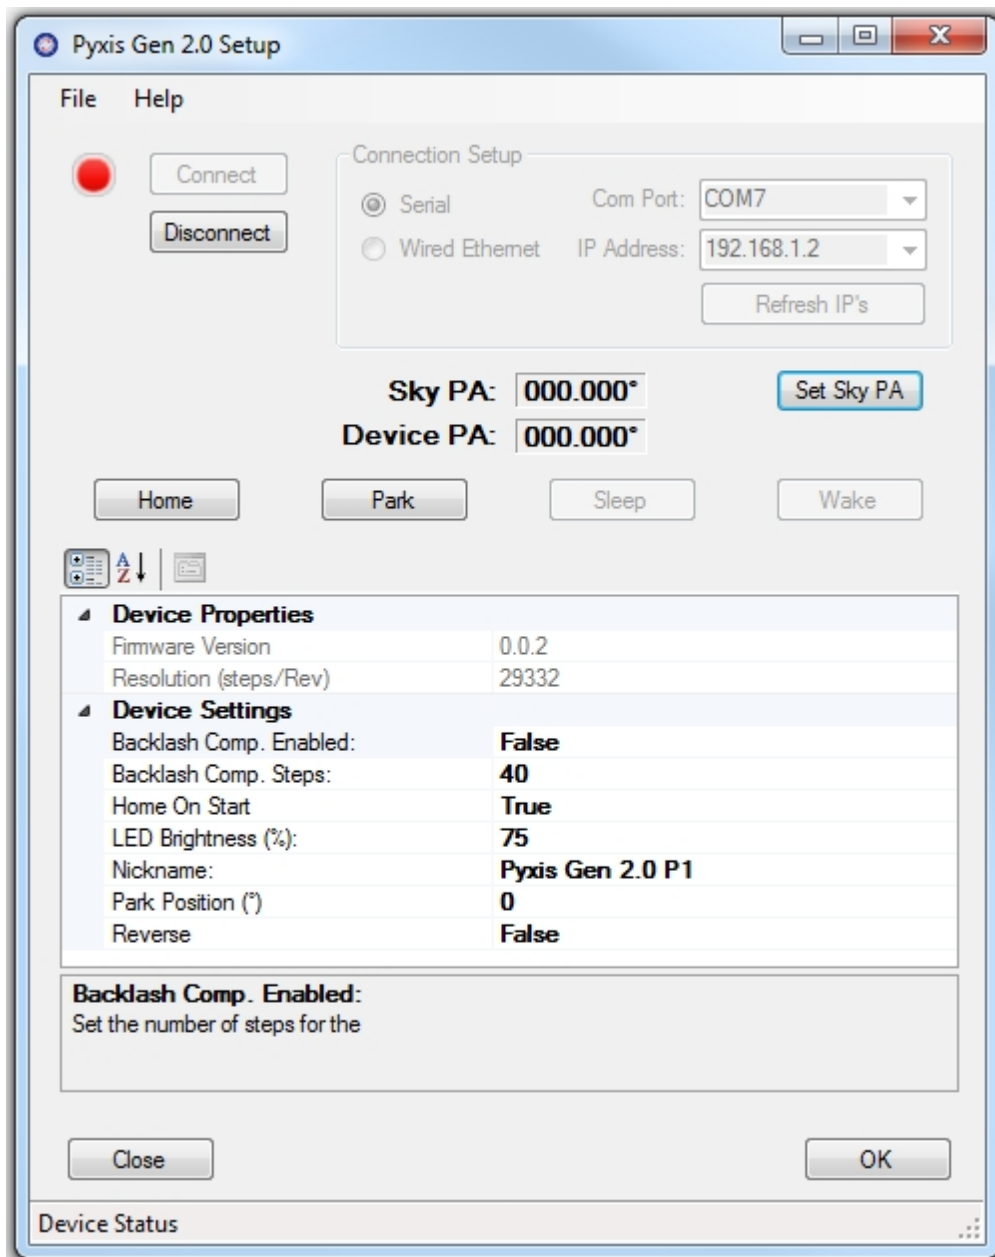 Pyxis Gen 2.0 Setup
File Help
Connection Setup
Connect
Serial Com Port: COM7
Disconnect
Wired Ethernet IP Address: 192.168.1.2
Refresh IP's
Sky PA: 000.000° Set Sky PA
Device PA: 000.000°
Home Park Sleep Wake
Device Properties
Firmware Version 0.0.2
Resolution (steps/Rev) 29332
Device Settings
Backlash Comp. Enabled: False
Backlash Comp. Steps: 40
Home On Start True
LED Brightness (%): 75
Nickname: Pyxis Gen 2.0 P1
Park Position (°) 0
Reverse False
Backlash Comp. Enabled:
Set the number of steps for the
Close OK
Device Status